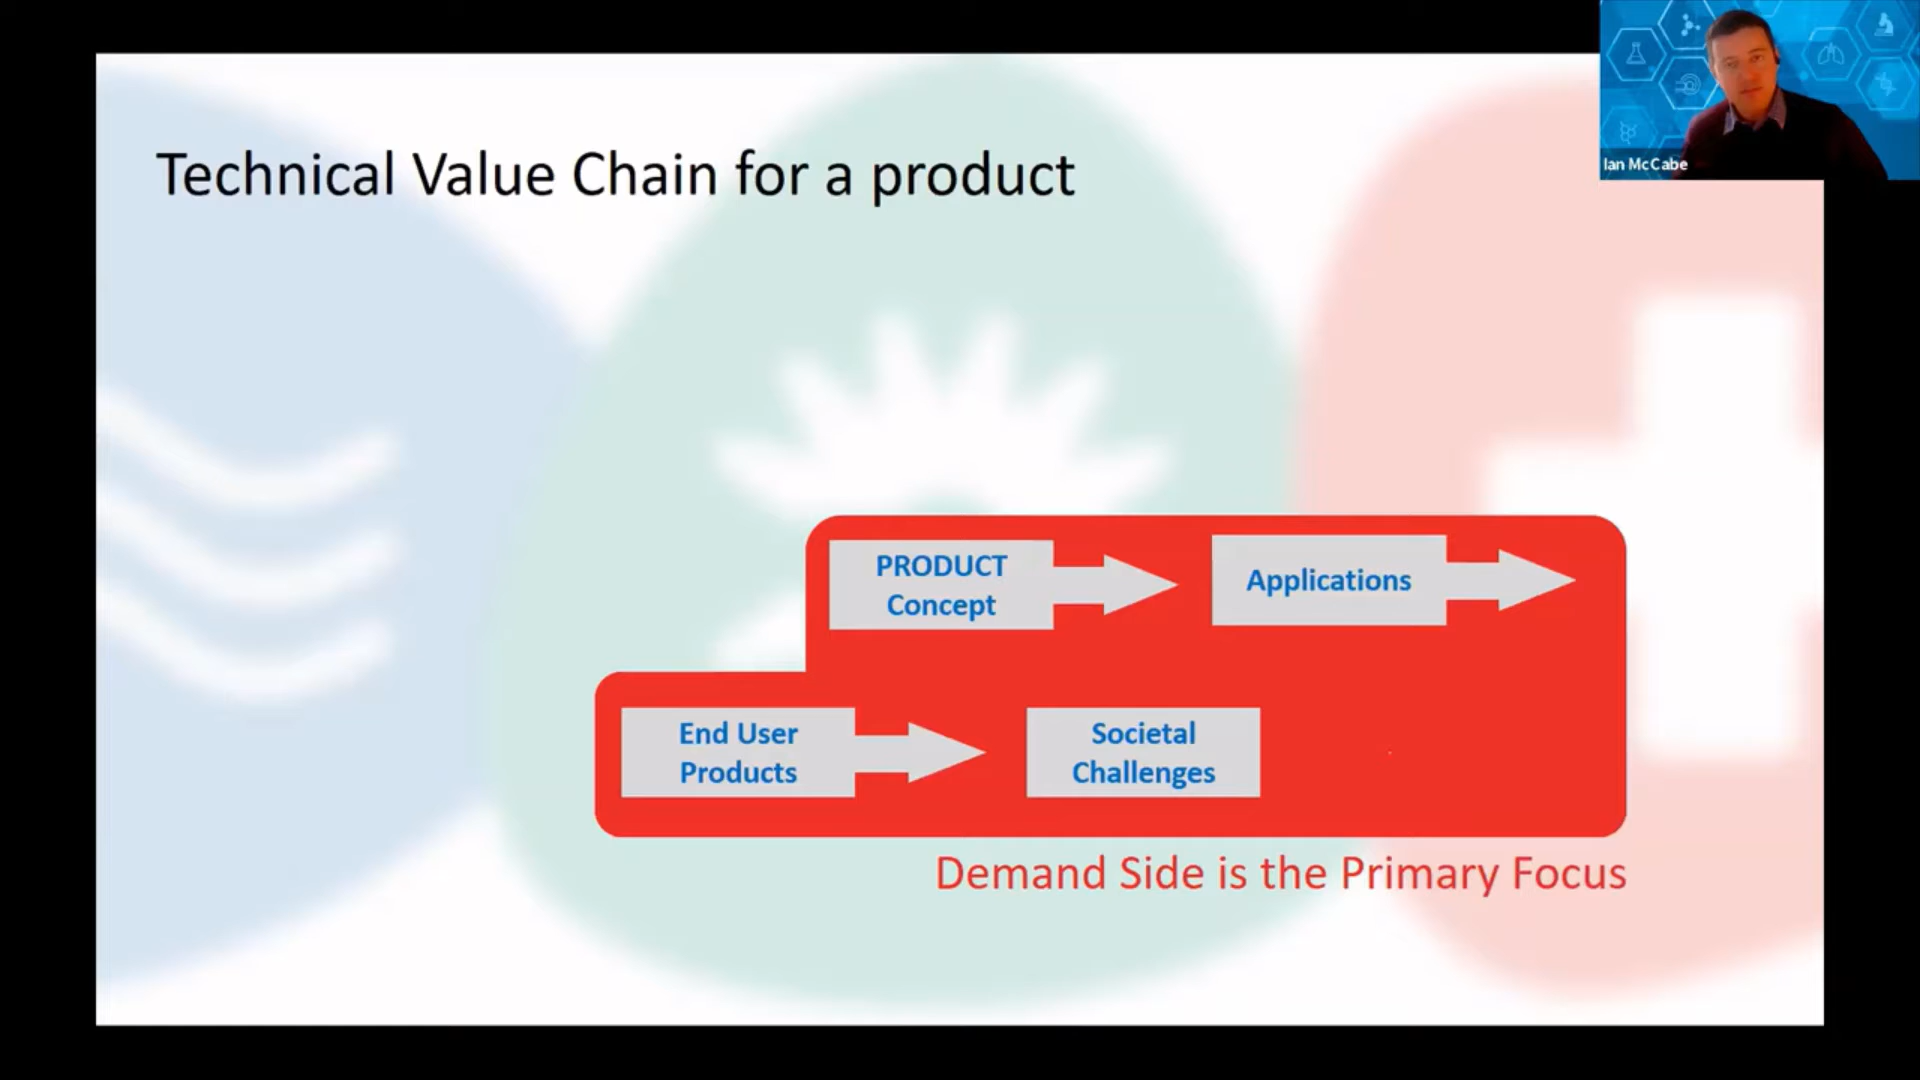 Ian McCabe
Technical Value Chain for a product
PRODUCT
Concept
Applications
End User
Products
Societal
Challenges
Demand Side is the Primary Focus